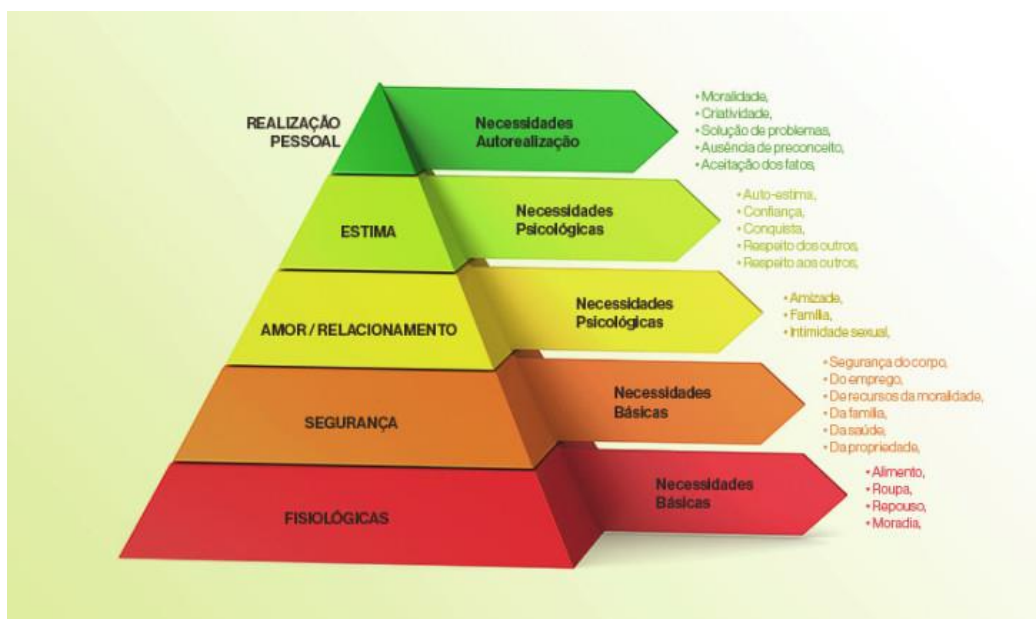 REALIZAÇÃO
PESSOAL
Necessidades
Autorealização
• Moralidade,
• Criatividade,
• Solução de problemas,
• Ausência de preconceito,
• Aceitação dos fatos,
ESTIMA
Necessidades
Psicológicas
• Auto-estima,
• Confiança,
• Conquista,
• Respeito dos outros,
• Respeito aos outros,
AMOR / RELACIONAMENTO
Necessidades
Psicológicas
• Amizade,
• Família,
• Intimidade sexual,
SEGURANÇA
Necessidades
Básicas
• Segurança do corpo,
• Do emprego,
• De recursos da moralidade,
• Da família,
• Da saúde,
• Da propriedade,
FISIOLÓGICAS
Necessidades
Básicas
• Alimento,
• Roupa,
• Repouso,
• Moradia,